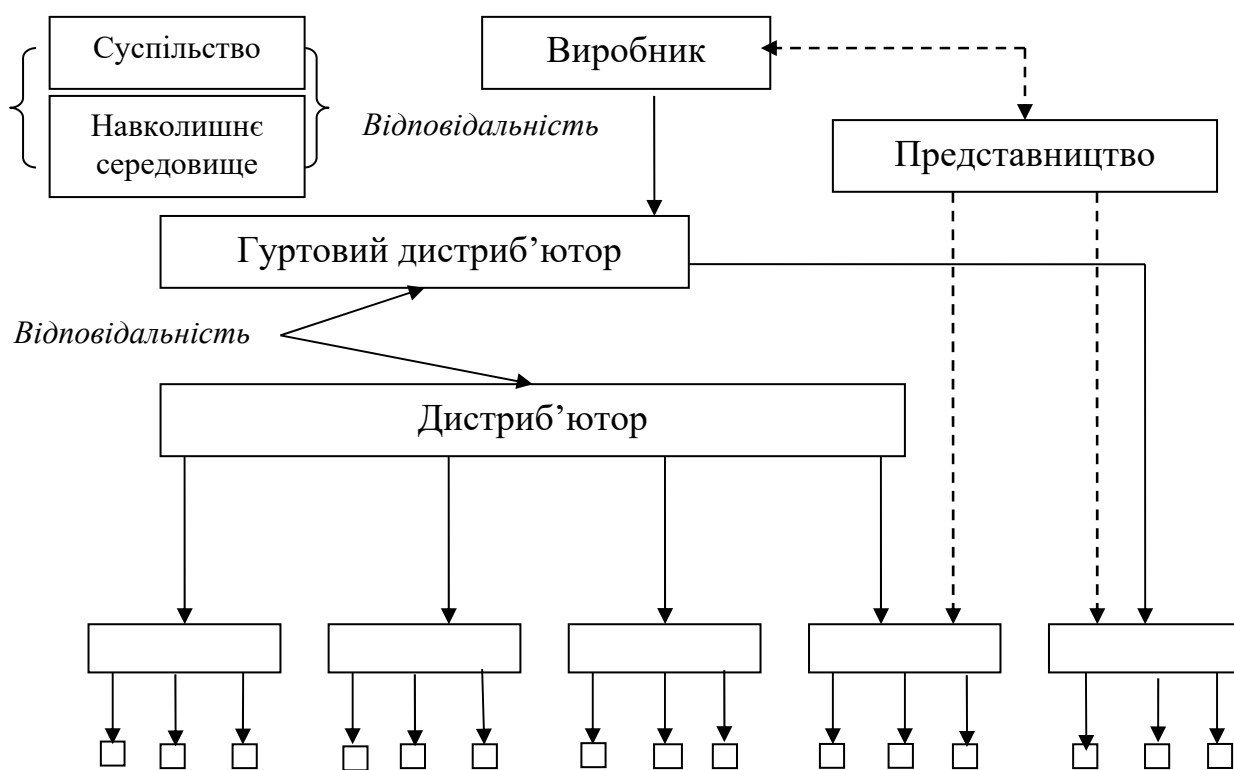 Суспільство
Виробник
Навколишнє
середовище
Відповідальність
Представництво
Гуртовий дистриб’ютор
Відповідальність
Дистриб’ютор